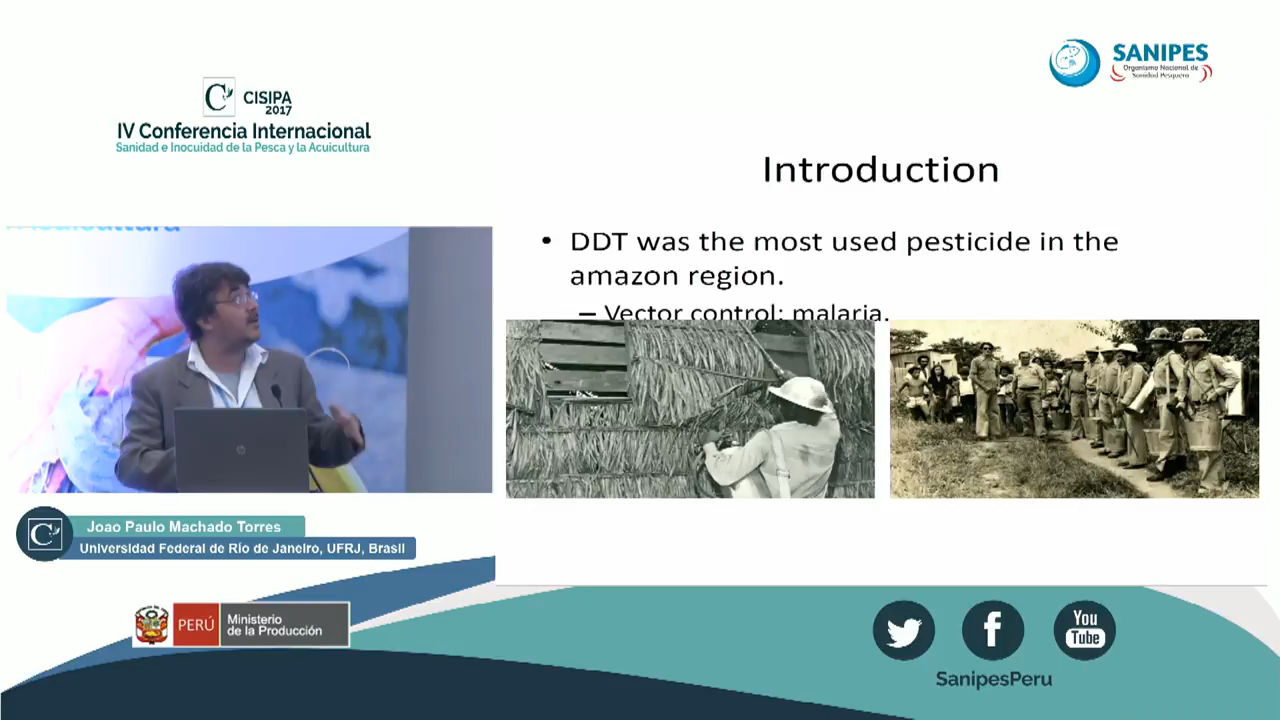 SANIPES
Organismo Nacional de
Sanidad Pesquera
C
CISIPA
2017
IV Conferencia Internacional
Sanidad e Inocuidad de la Pesca y la Acuicultura
Introduction
• DDT was the most used pesticide in the
amazon region.
– Vector control: malaria.
hp
C
Joao Paulo Machado Torres
Universidad Federal de Río de Janeiro, UFRJ, Brasil
PERÚ
Ministerio
de la Producción
f
You
Tube
SanipesPeru